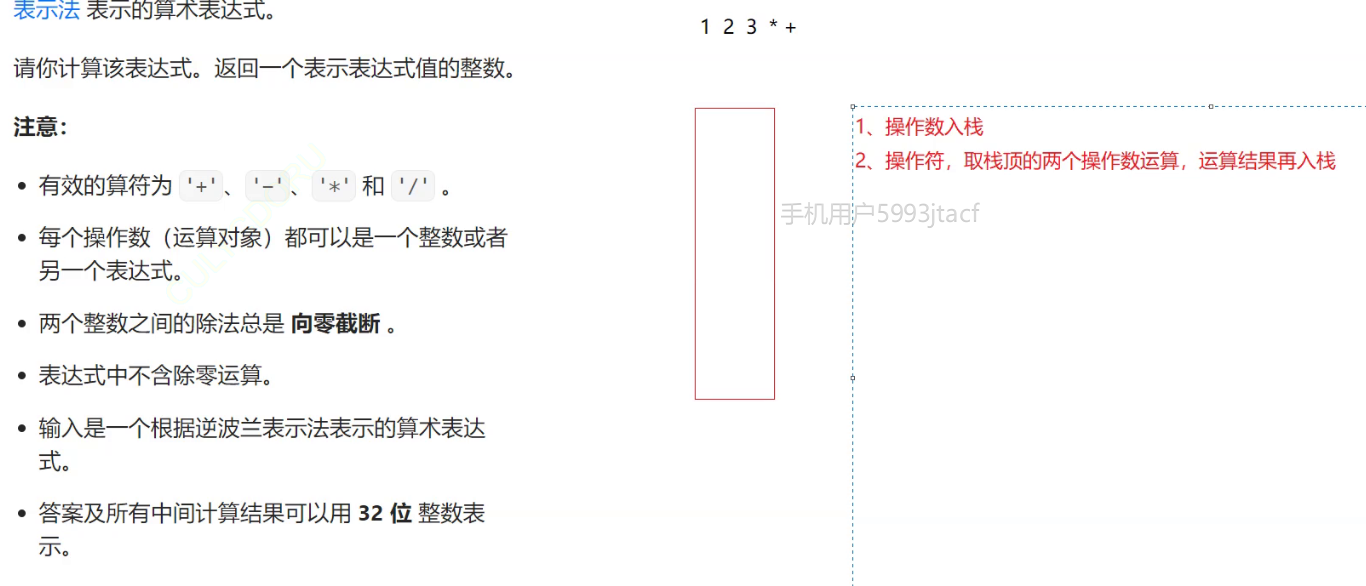 表示法 表示的算术表达式。
请你计算该表达式。返回一个表示表达式值的整数。
注意：
• 有效的算符为 '+'、'-'、'*' 和 '/' 。
• 每个操作数（运算对象）都可以是一个整数或者
另一个表达式。
• 两个整数之间的除法总是 向零截断 。
• 表达式中不含除零运算。
• 输入是一个根据逆波兰表示法表示的算术表达
式。
• 答案及所有中间计算结果可以用 32 位 整数表
示。
1 2 3 * +
1、操作数入栈
2、操作符，取栈顶的两个操作数运算，运算结果再入栈
手机用户5993jtacf